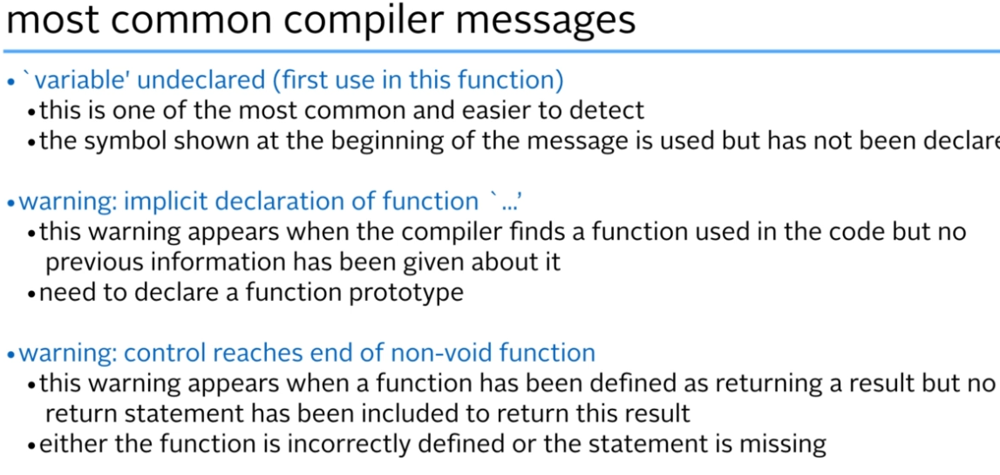 most common compiler messages
• `variable' undeclared (first use in this function)
•this is one of the most common and easier to detect
•the symbol shown at the beginning of the message is used but has not been declare
•warning: implicit declaration of function `...’
•this warning appears when the compiler finds a function used in the code but no
previous information has been given about it
•need to declare a function prototype
•warning: control reaches end of non-void function
•this warning appears when a function has been defined as returning a result but no
return statement has been included to return this result
•either the function is incorrectly defined or the statement is missing